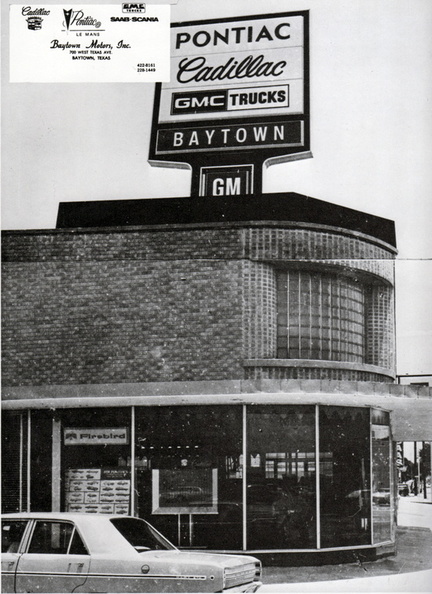 Cadillac
Pontiac
LE MANS
GMC
TRUCKS
SAAB-SCANIA
Baytown Motors, Inc.
700 WEST TEXAS AVE.
BAYTOWN, TEXAS
422-8161
228-1449
PONTIAC
Cadillac
GMC TRUCKS
BAYTOWN
GM
Firebird